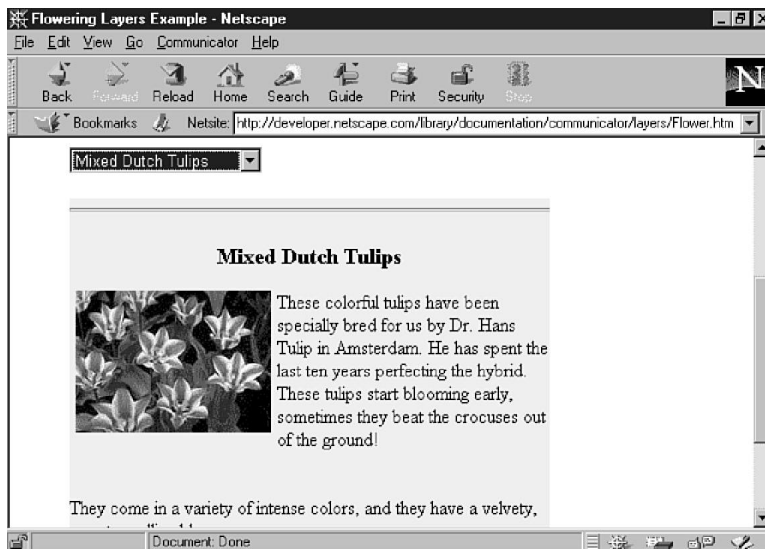 Flowering Layers Example - Netscape
File Edit View Go Communicator Help
Back Forward Reload Home Search Guide Print Security Stop
N
Bookmarks Netsite: http://developer.netscape.com/library/documentation/communicator/layers/Flower.htm
Mixed Dutch Tulips
Mixed Dutch Tulips
These colorful tulips have been
specially bred for us by Dr. Hans
Tulip in Amsterdam. He has spent the
last ten years perfecting the hybrid.
These tulips start blooming early,
sometimes they beat the crocuses out
of the ground!
They come in a variety of intense colors, and they have a velvety,
Document: Done